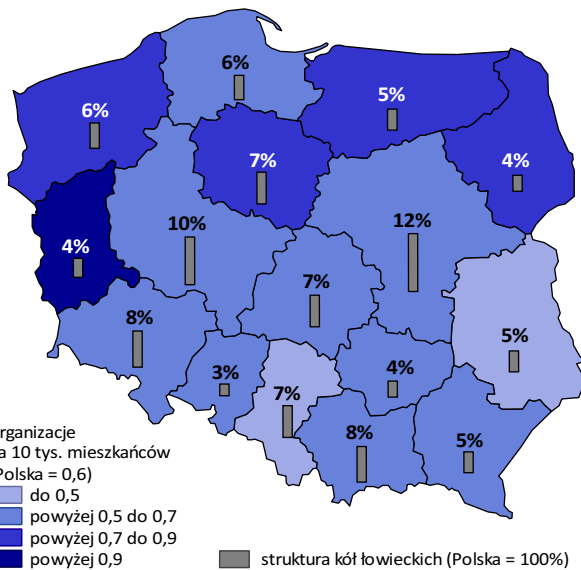 6%
6%
5%
4%
7%
10%
12%
4%
7%
8%
5%
3%
4%
7%
8%
5%
rganizacje
a 10 tys. mieszkańców
Polska = 0,6)
do 0,5
powyżej 0,5 do 0,7
powyżej 0,7 do 0,9
powyżej 0,9
struktura kół łowieckich (Polska = 100%)